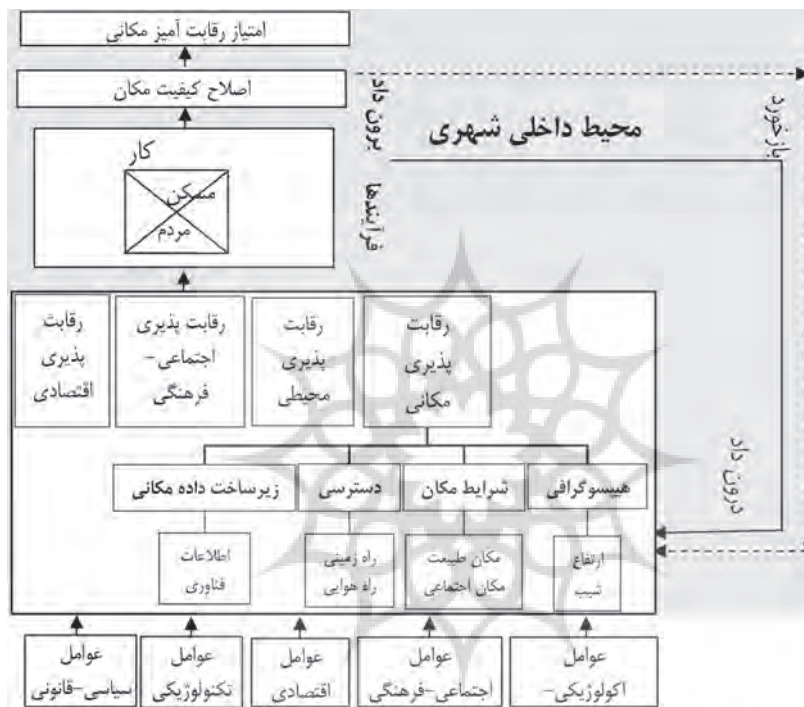 امتیاز رقابت آمیز مکانی
اصلاح کیفیت مکان
برون داد
محیط داخلی شهری
بازخورد
کار
مسکن
مردم
فرآیندها
رقابت پذیری مکانی
رقابت
پذیری
محیطی
رقابت پذیری
اجتماعی-
فرهنگی
رقابت
پذیری
اقتصادی
درون داد
هیپسوگرافی
شرایط مکان
دسترسی
زیرساخت داده مکانی
ارتفاع
شیب
مکان طبیعت
مکان اجتماعی
راه زمینی
راه هوایی
اطلاعات
فناوری
عوامل
اکولوژیکی-
عوامل
اجتماعی-فرهنگی
عوامل
اقتصادی
عوامل
تکنولوژیکی
عوامل
سیاسی-قانونی